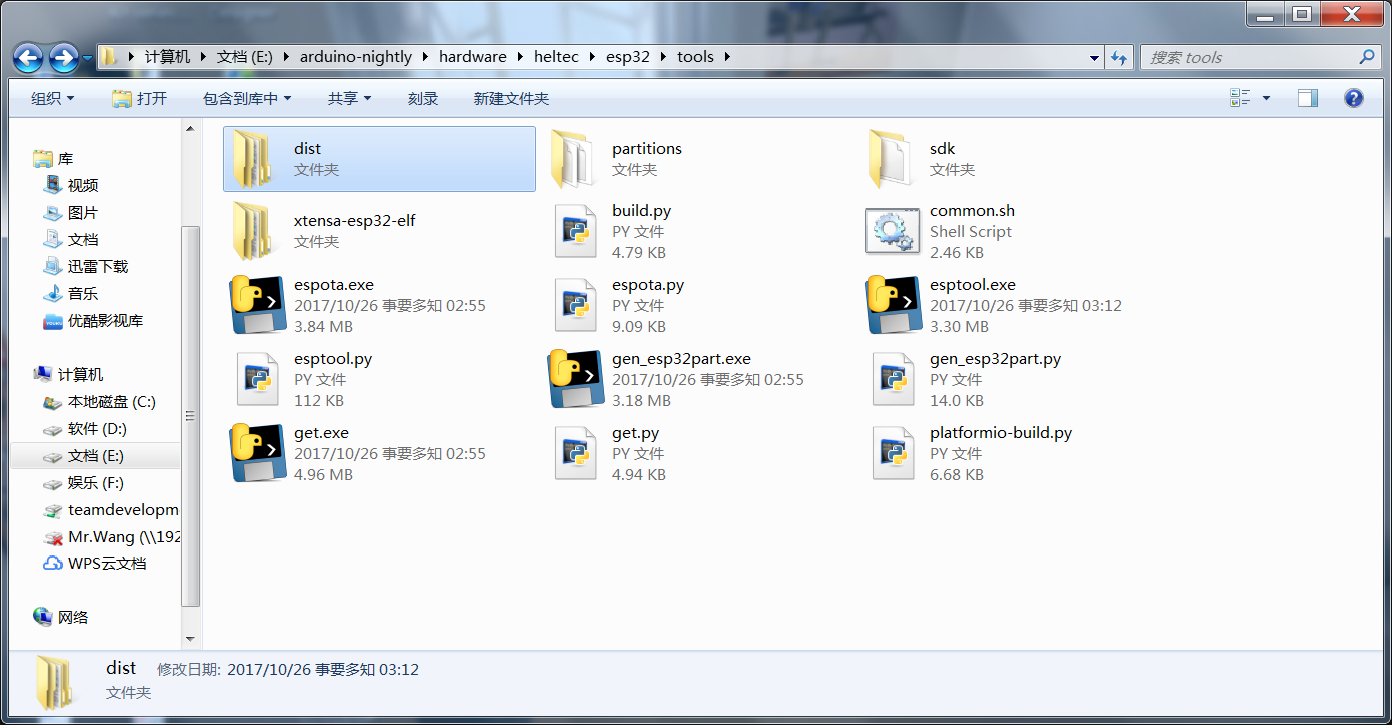 计算机 文档 (E:) arduino-nightly hardware heltec esp32 tools
搜索 tools
组织 打开 包含到库中 共享 刻录 新建文件夹
库
视频
图片
文档
迅雷下载
音乐
优酷影视库
计算机
本地磁盘 (C:)
软件 (D:)
文档 (E:)
娱乐 (F:)
teamdevelopm
Mr.Wang (\\192
WPS云文档
网络
dist
文件夹
partitions
文件夹
sdk
文件夹
xtensa-esp32-elf
文件夹
build.py
PY 文件
4.79 KB
common.sh
Shell Script
2.46 KB
espota.exe
2017/10/26 事要多知 02:55
3.84 MB
espota.py
PY 文件
9.09 KB
esptool.exe
2017/10/26 事要多知 03:12
3.30 MB
esptool.py
PY 文件
112 KB
gen_esp32part.exe
2017/10/26 事要多知 02:55
3.18 MB
gen_esp32part.py
PY 文件
14.0 KB
get.exe
2017/10/26 事要多知 02:55
4.96 MB
get.py
PY 文件
4.94 KB
platformio-build.py
PY 文件
6.68 KB
dist 修改日期: 2017/10/26 事要多知 03:12
文件夹